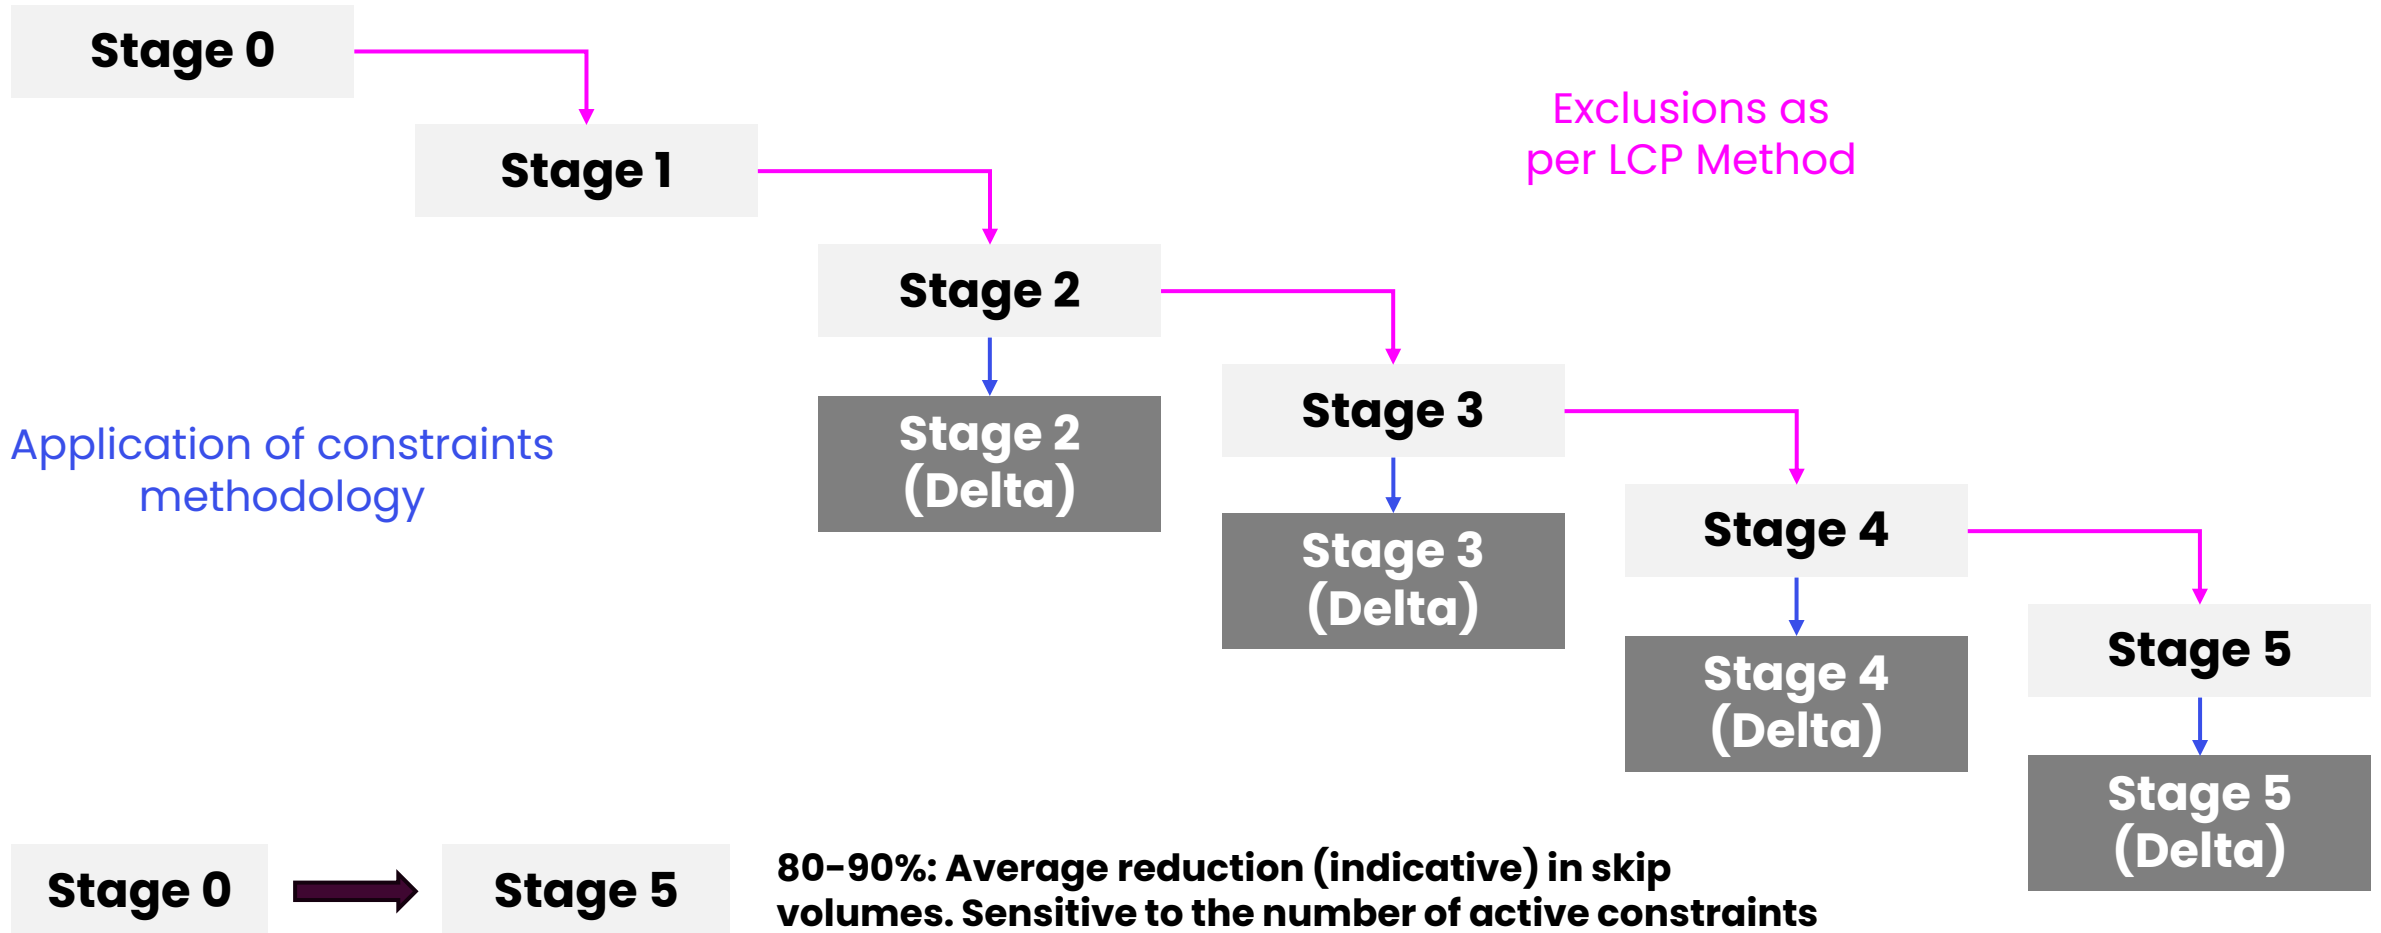 Stage 0
Stage 1
Exclusions as
per LCP Method
Stage 2
Stage 2
(Delta)
Stage 3
Stage 3
(Delta)
Application of constraints
methodology
Stage 4
Stage 4
(Delta)
Stage 5
Stage 5
(Delta)
Stage 0
Stage 5
80-90%: Average reduction (indicative) in skip
volumes. Sensitive to the number of active constraints